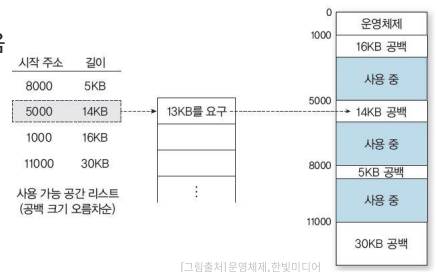 음
시작 주소 길이
8000 5KB
5000 14KB
1000 16KB
11000 30KB
사용 가능 공간 리스트
(공백 크기 오름차순)
13KB를 요구
⋮
0
운영체제
1000
16KB 공백
사용 중
5000
14KB 공백
사용 중
8000
5KB 공백
사용 중
11000
30KB 공백
[그림출처] 운영체제,한빛미디어